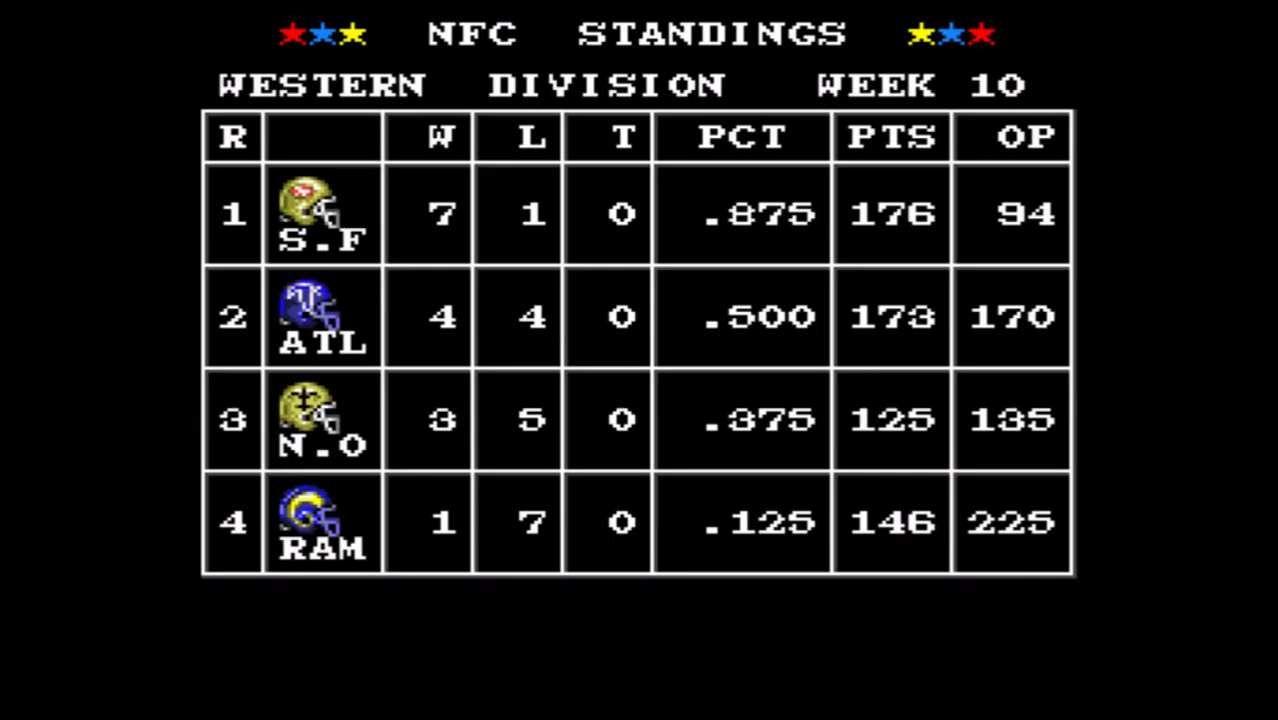 NFC STANDINGS
WESTERN DIVISION WEEK 10
R W L T PCT PTS OP
1 S.F 7 1 0 .875 176 94
2 ATL 4 4 0 .500 173 170
3 N.O 3 5 0 .375 125 135
4 RAM 1 7 0 .125 146 225